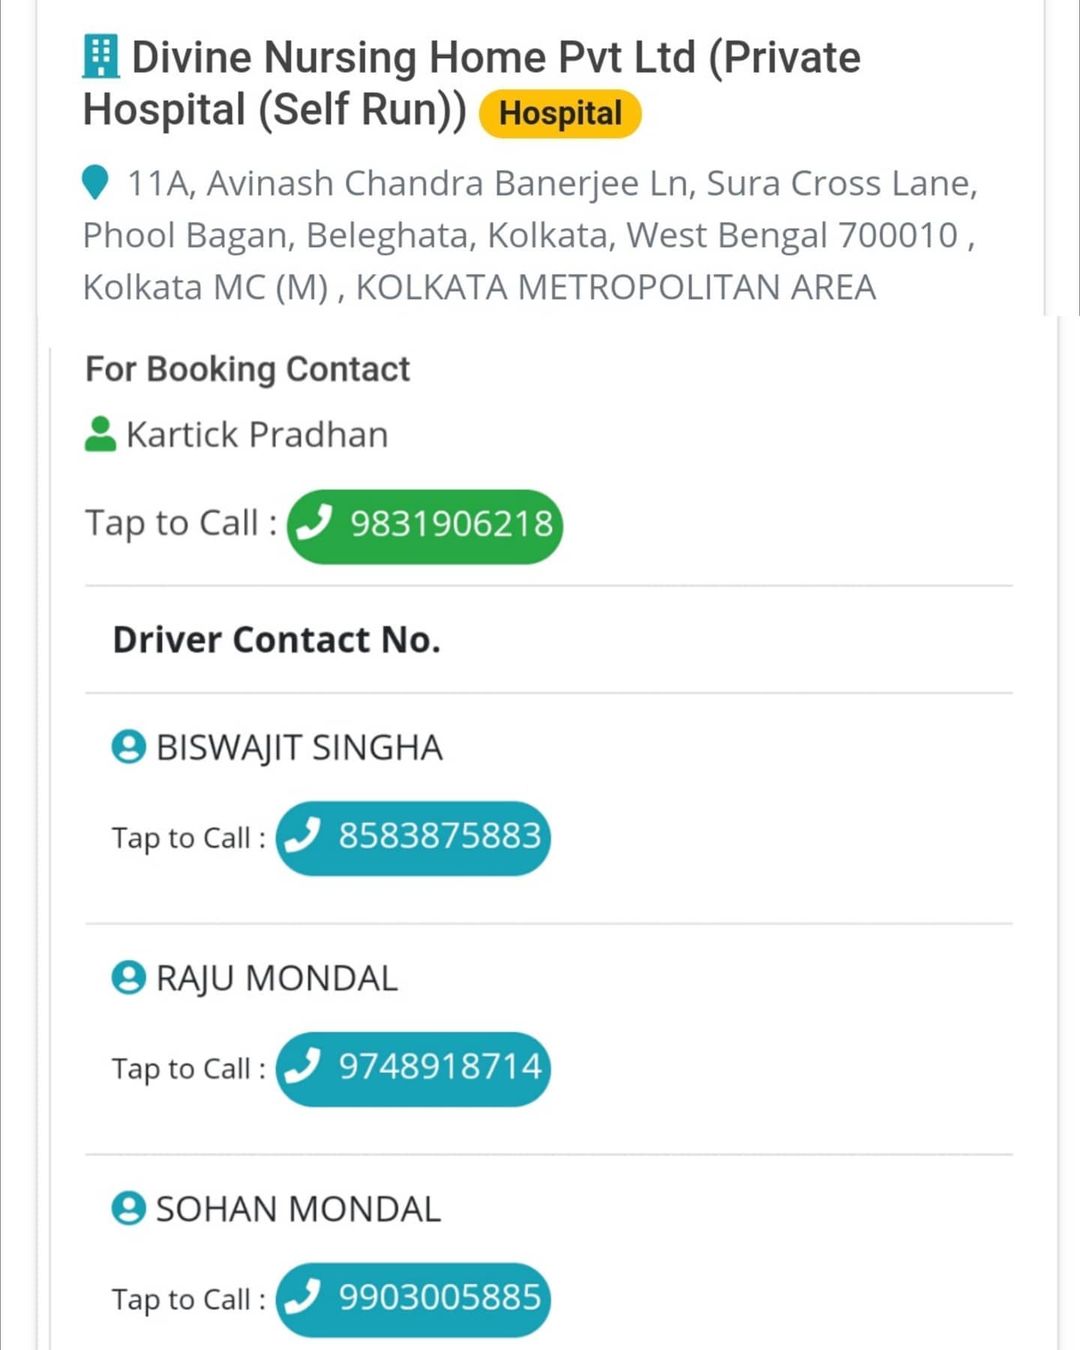 Divine Nursing Home Pvt Ltd (Private
Hospital (Self Run)) Hospital
11A, Avinash Chandra Banerjee Ln, Sura Cross Lane,
Phool Bagan, Beleghata, Kolkata, West Bengal 700010 ,
Kolkata MC (M) , KOLKATA METROPOLITAN AREA
For Booking Contact
Kartick Pradhan
Tap to Call : 9831906218
Driver Contact No.
BISWAJIT SINGHA
Tap to Call : 8583875883
RAJU MONDAL
Tap to Call : 9748918714
SOHAN MONDAL
Tap to Call : 9903005885